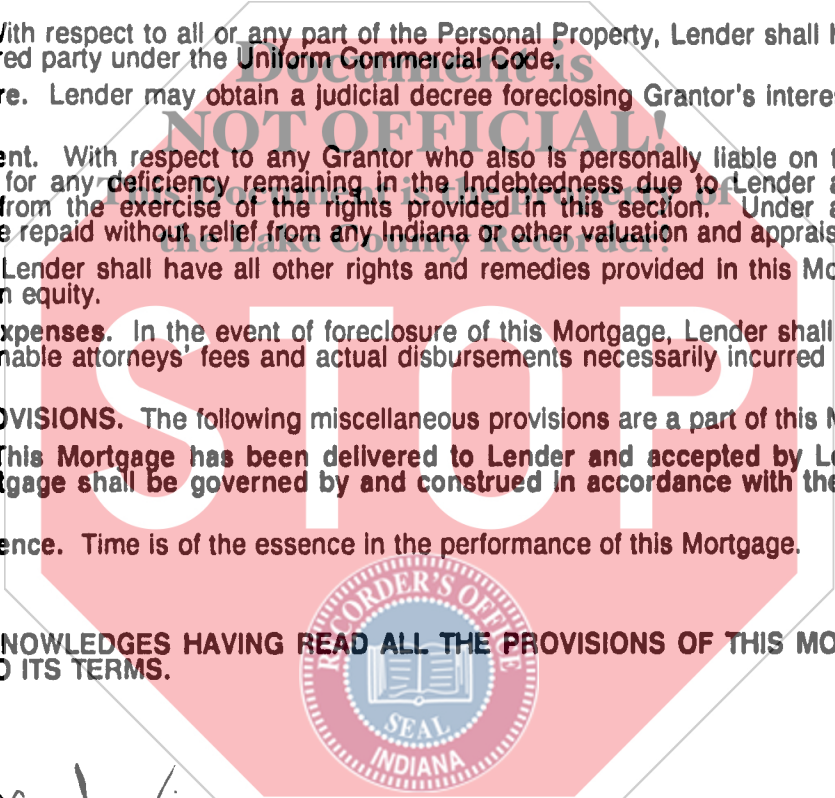 ith respect to all or any part of the Personal Property, Lender shall
red party under the Uniform Commercial Code.
Document is
re. Lender may obtain a judicial decree foreclosing Grantor's intere
NOT OFFICIAL!
ent. With respect to any Grantor who also is personally liable on
for any deficiency remaining in the Indebtedness due to Lender a
This Document is the property of
from the exercise of the rights provided in this section. Under a
e repaid without relief from any Indiana or other valuation and apprais
the Lake County Recorder!
Lender shall have all other rights and remedies provided in this Mo
n equity.
xpenses. In the event of foreclosure of this Mortgage, Lender shall
nable attorneys' fees and actual disbursements necessarily incurred
STOP
OVISIONS. The following miscellaneous provisions are a part of this M
This Mortgage has been delivered to Lender and accepted by Le
tgage shall be governed by and construed in accordance with the
ence. Time is of the essence in the performance of this Mortgage.
RECORDER'S OFFICE
NOWLEDGES HAVING READ ALL THE PROVISIONS OF THIS MO
D ITS TERMS.
SEAL
INDIANA